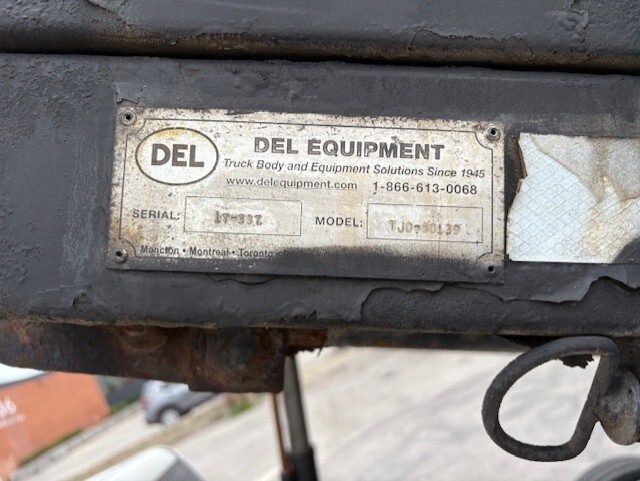 DEL
DEL EQUIPMENT
Truck Body and Equipment Solutions Since 1945
www.delequipment.com 1-866-613-0068
SERIAL: MODEL:
Moncton • Montreal • Toronto